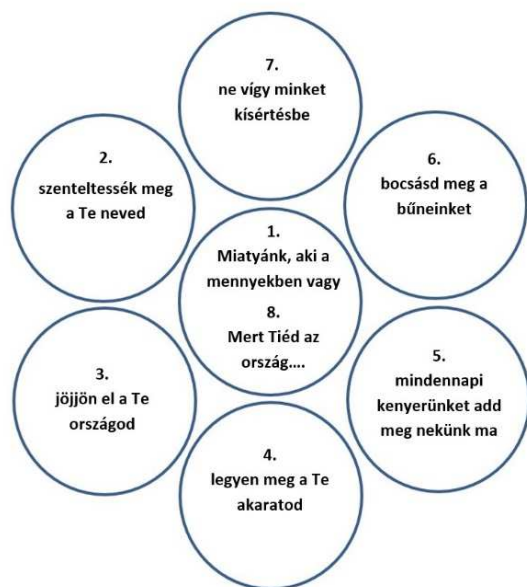 7.
ne vígy minket
kísértésbe
2.
szenteltessék meg
a Te neved
6.
bocsásd meg a
bűneinket
1.
Miatyánk, aki a
mennyekben vagy
8.
Mert Tiéd az
ország....
3.
jöjjön el a Te
országod
5.
mindennapi
kenyerünket add
meg nekünk ma
4.
legyen meg a Te
akaratod